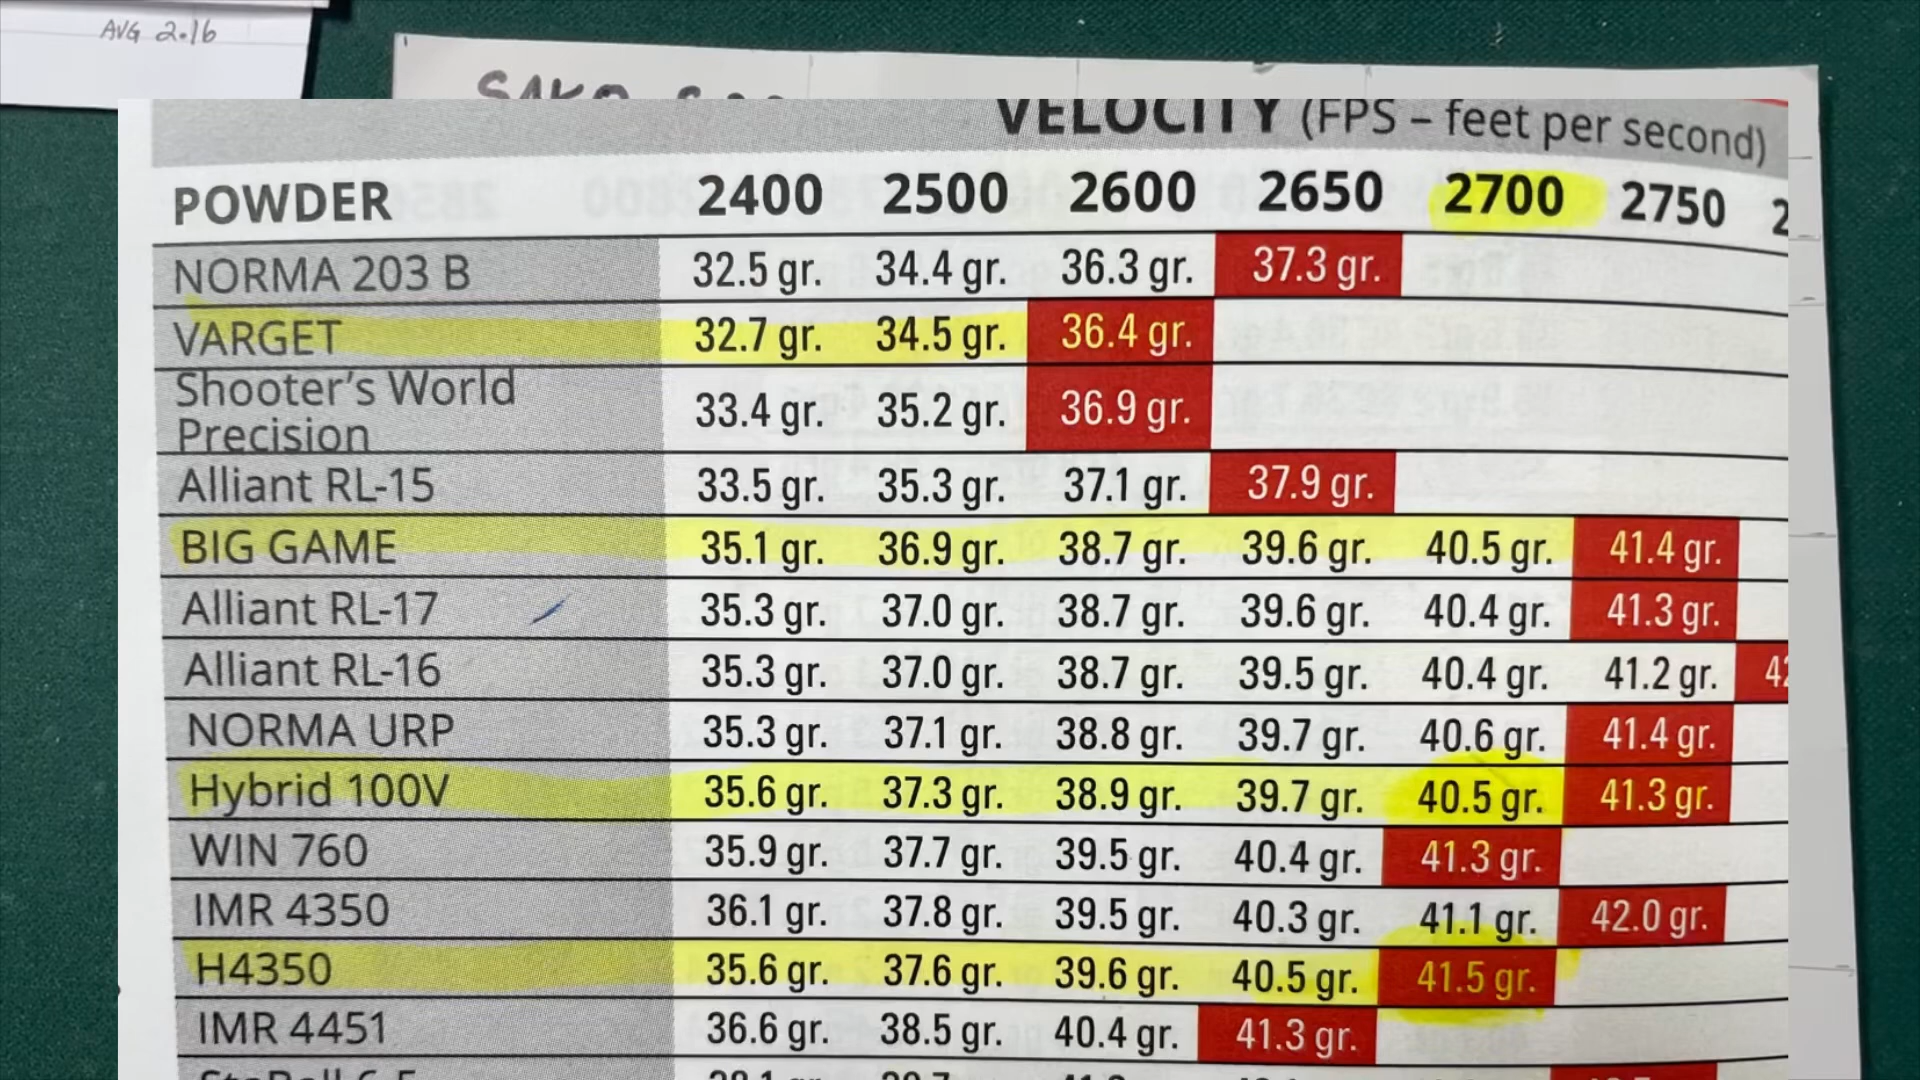 AVG 2.16
SAKO
VELOCITY (FPS – feet per second)
POWDER 2400 2500 2600 2650 2700 2750
NORMA 203 B 32.5 gr. 34.4 gr. 36.3 gr. 37.3 gr.
VARGET 32.7 gr. 34.5 gr. 36.4 gr.
Shooter's World
Precision 33.4 gr. 35.2 gr. 36.9 gr.
Alliant RL-15 33.5 gr. 35.3 gr. 37.1 gr. 37.9 gr.
BIG GAME 35.1 gr. 36.9 gr. 38.7 gr. 39.6 gr. 40.5 gr. 41.4 gr.
Alliant RL-17 35.3 gr. 37.0 gr. 38.7 gr. 39.6 gr. 40.4 gr. 41.3 gr.
Alliant RL-16 35.3 gr. 37.0 gr. 38.7 gr. 39.5 gr. 40.4 gr. 41.2 gr.
NORMA URP 35.3 gr. 37.1 gr. 38.8 gr. 39.7 gr. 40.6 gr. 41.4 gr.
Hybrid 100V 35.6 gr. 37.3 gr. 38.9 gr. 39.7 gr. 40.5 gr. 41.3 gr.
WIN 760 35.9 gr. 37.7 gr. 39.5 gr. 40.4 gr. 41.3 gr.
IMR 4350 36.1 gr. 37.8 gr. 39.5 gr. 40.3 gr. 41.1 gr. 42.0 gr.
H4350 35.6 gr. 37.6 gr. 39.6 gr. 40.5 gr. 41.5 gr.
IMR 4451 36.6 gr. 38.5 gr. 40.4 gr. 41.3 gr.